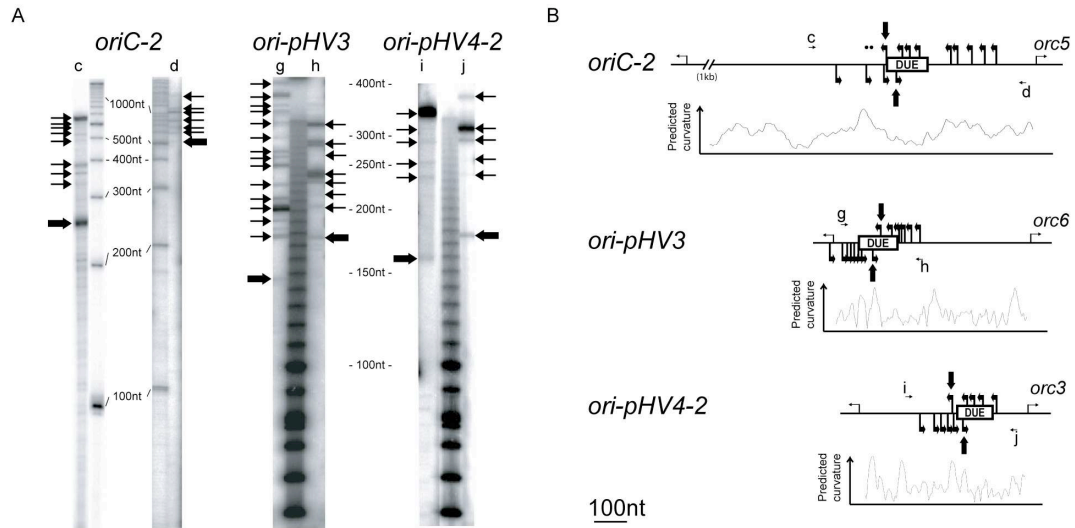 A
oriC-2
c
d
1000nt
500nt
- 400nt -
300nt
200nt
100nt
ori-pHV3
g
h
ori-pHV4-2
i
j
- 400nt -
- 300nt -
- 250nt -
- 200nt -
- 150nt -
- 100nt -
B
oriC-2
c
orc5
DUE
(1kb)
d
Predicted
curvature
ori-pHV3
g
orc6
DUE
h
Predicted
curvature
ori-pHV4-2
i
orc3
DUE
j
Predicted
curvature
100nt